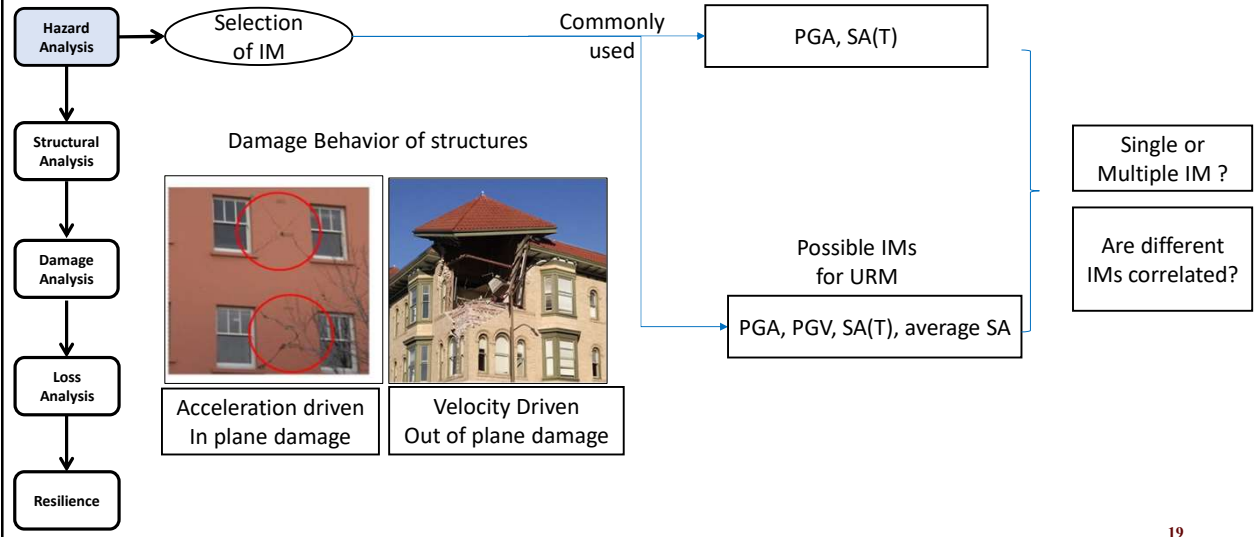 Hazard
Analysis
Selection
of IM
Commonly
used
PGA, SA(T)
Structural
Analysis
Damage Behavior of structures
Single or
Multiple IM ?
Damage
Analysis
Possible IMs
for URM
Are different
IMs correlated?
PGA, PGV, SA(T), average SA
Loss
Analysis
Acceleration driven
In plane damage
Velocity Driven
Out of plane damage
Resilience
19